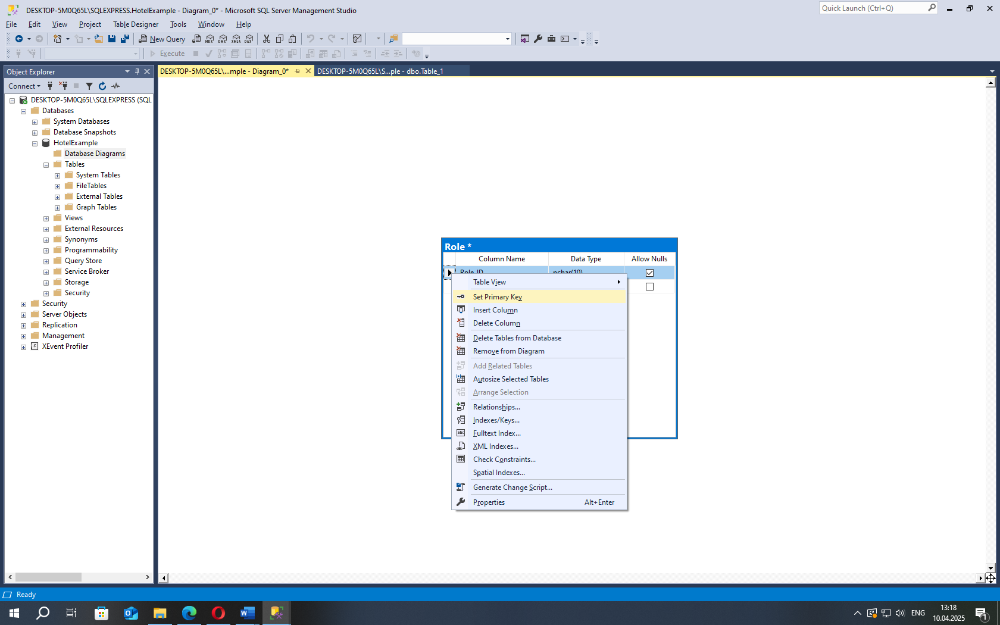 DESKTOP-5M0Q65L\SQLEXPRESS.HotelExample - Diagram_0* - Microsoft SQL Server Management Studio
Quick Launch (Ctrl+Q)
File Edit View Project Table Designer Tools Window Help
New Query MDX DMX XMLA DAX
Execute
Object Explorer
DESKTOP-5M0Q65L\...mple - Diagram_0* DESKTOP-5M0Q65L\S...ple - dbo.Table_1
Connect
DESKTOP-5M0Q65L\SQLEXPRESS (SQL
Databases
System Databases
Database Snapshots
HotelExample
Database Diagrams
Tables
System Tables
FileTables
External Tables
Graph Tables
Views
External Resources
Synonyms
Programmability
Query Store
Service Broker
Storage
Security
Security
Server Objects
Replication
Management
XEvent Profiler
Role *
Column Name Data Type Allow Nulls
Role_ID nchar(10)
Table View
Set Primary Key
Insert Column
Delete Column
Delete Tables from Database
Remove from Diagram
Add Related Tables
Autosize Selected Tables
Arrange Selection
Relationships...
Indexes/Keys...
abc Fulltext Index...
XML Indexes...
Check Constraints...
Spatial Indexes...
Generate Change Script...
Properties Alt+Enter
Ready
ENG
13:18
10.04.2025
1